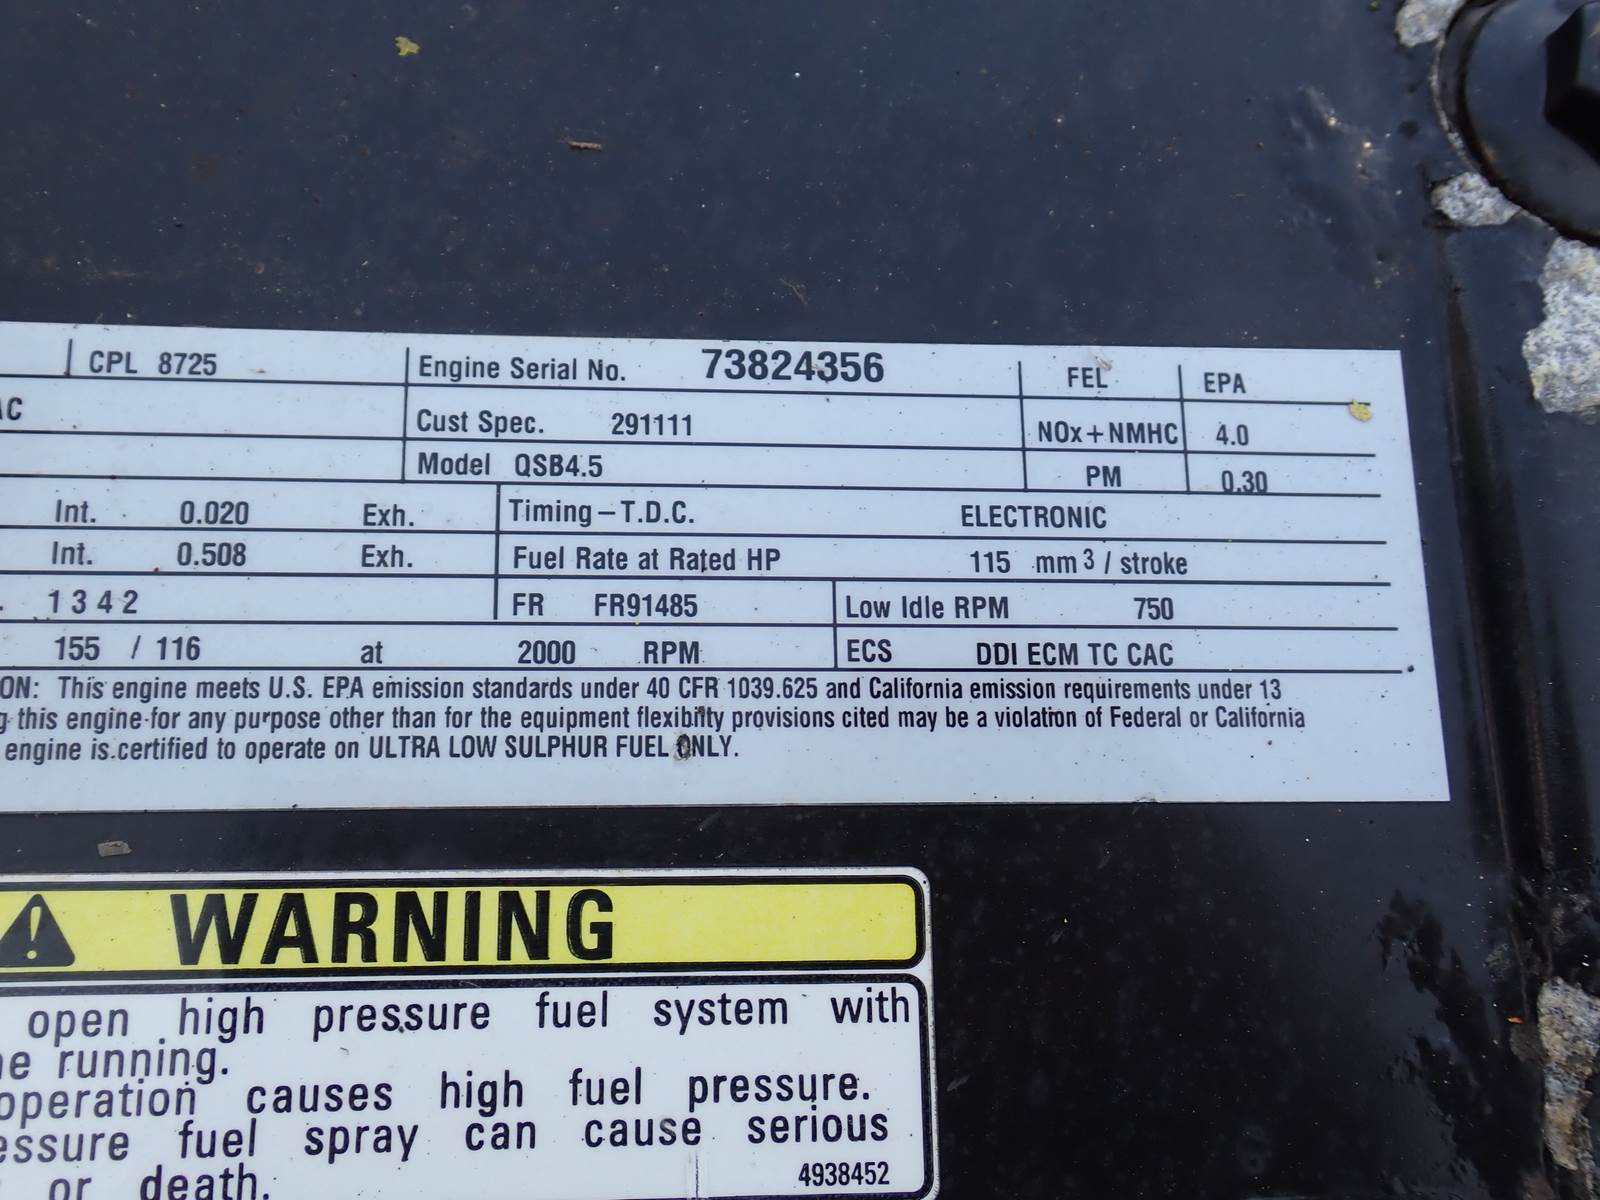 CPL 8725 Engine Serial No. 73824356 FEL EPA
AC Cust Spec. 291111 NOx+NMHC 4.0
Model QSB4.5 PM 0.30
Int. 0.020 Exh. Timing – T.D.C. ELECTRONIC
Int. 0.508 Exh. Fuel Rate at Rated HP 115 mm3 / stroke
1342 FR FR91485 Low Idle RPM 750
155 / 116 at 2000 RPM ECS DDI ECM TC CAC
ON: This engine meets U.S. EPA emission standards under 40 CFR 1039.625 and California emission requirements under 13
g this engine for any purpose other than for the equipment flexibility provisions cited may be a violation of Federal or California
engine is certified to operate on ULTRA LOW SULPHUR FUEL ONLY.
WARNING
open high pressure fuel system with
ne running.
operation causes high fuel pressure.
essure fuel spray can cause serious
or death.
4938452